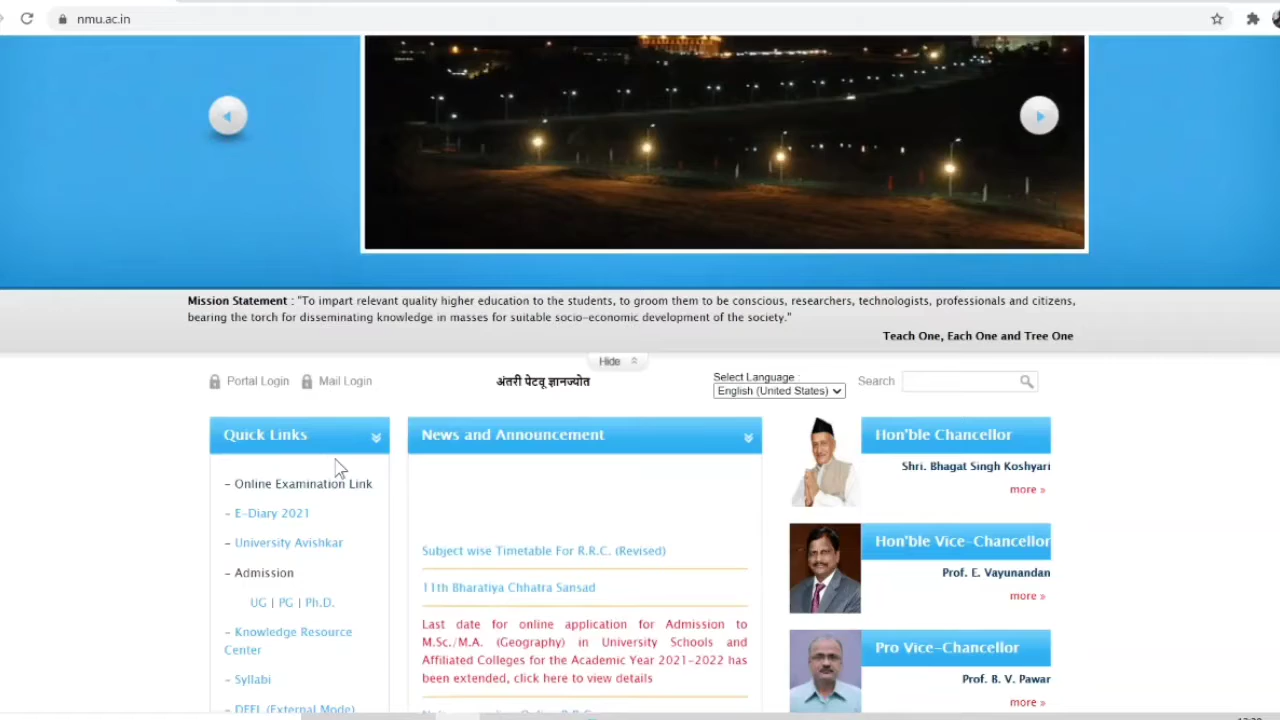 nmu.ac.in
Mission Statement : "To impart relevant quality higher education to the students, to groom them to be conscious, researchers, technologists, professionals and citizens,
bearing the torch for disseminating knowledge in masses for suitable socio-economic development of the society."
Teach One, Each One and Tree One
Hide
Portal Login Mail Login
अंतरी पेटवू ज्ञानज्योत
Select Language :
English (United States)
Search
Quick Links
- Online Examination Link
- E-Diary 2021
- University Avishkar
- Admission
UG | PG | Ph.D.
- Knowledge Resource
Center
- Syllabi
- DEEL (External Mode)
News and Announcement
Subject wise Timetable For R.R.C. (Revised)
11th Bharatiya Chhatra Sansad
Last date for online application for Admission to
M.Sc./M.A. (Geography) in University Schools and
Affiliated Colleges for the Academic Year 2021-2022 has
been extended, click here to view details
Hon'ble Chancellor
Shri. Bhagat Singh Koshyari
more »
Hon'ble Vice-Chancellor
Prof. E. Vayunandan
more »
Pro Vice-Chancellor
Prof. B. V. Pawar
more »